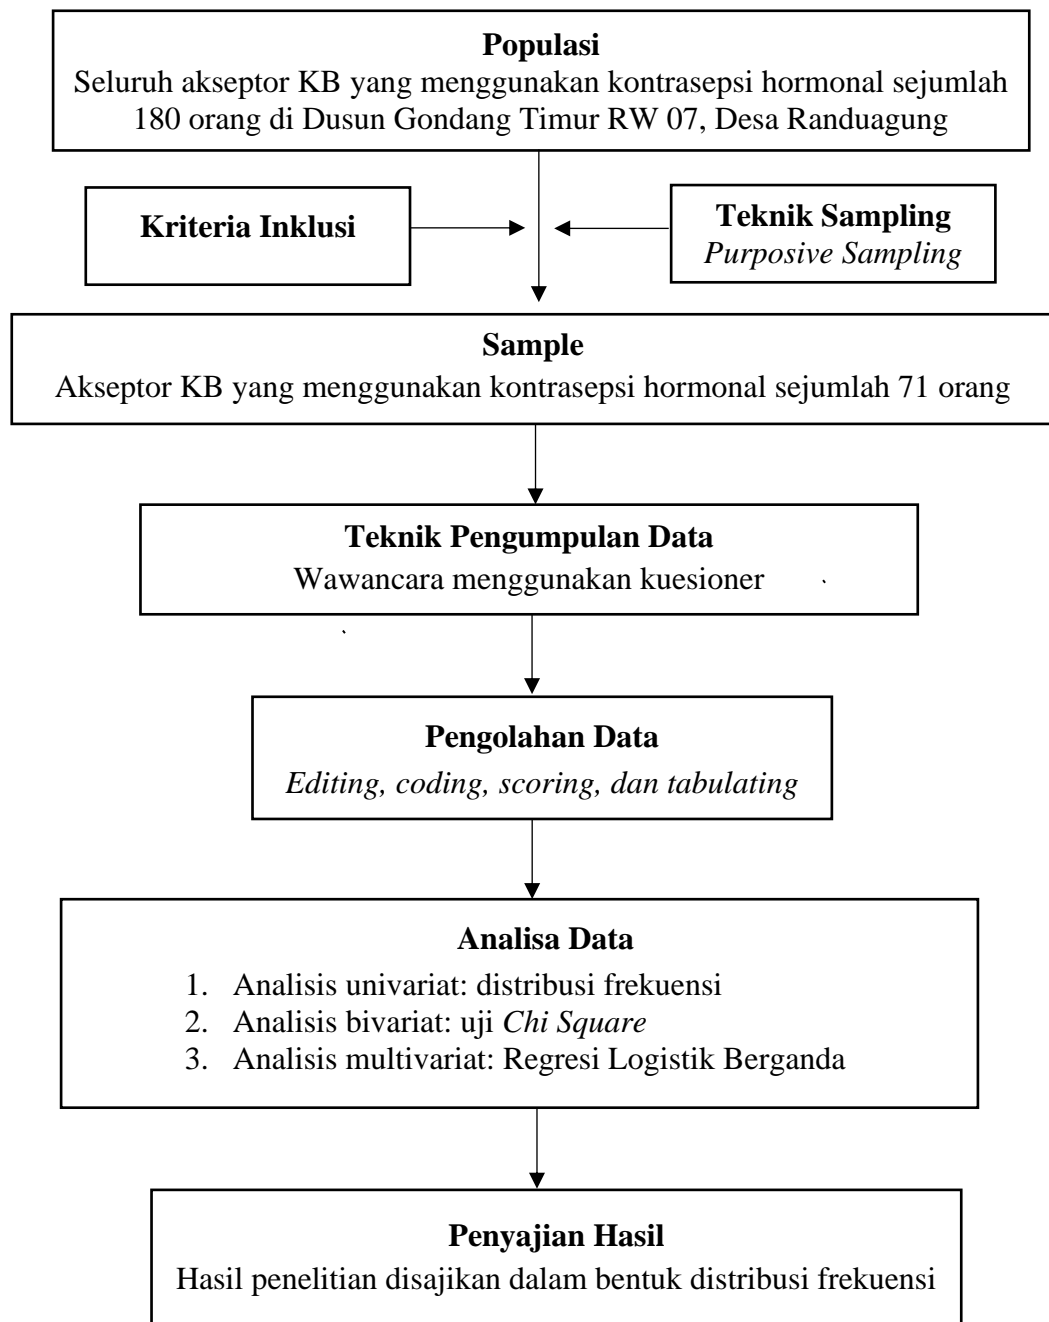 Populasi
Seluruh akseptor KB yang menggunakan kontrasepsi hormonal sejumlah
180 orang di Dusun Gondang Timur RW 07, Desa Randuagung
Kriteria Inklusi
Teknik Sampling
Purposive Sampling
Sample
Akseptor KB yang menggunakan kontrasepsi hormonal sejumlah 71 orang
Teknik Pengumpulan Data
Wawancara menggunakan kuesioner
Pengolahan Data
Editing, coding, scoring, dan tabulating
Analisa Data
1. Analisis univariat: distribusi frekuensi
2. Analisis bivariat: uji Chi Square
3. Analisis multivariat: Regresi Logistik Berganda
Penyajian Hasil
Hasil penelitian disajikan dalam bentuk distribusi frekuensi